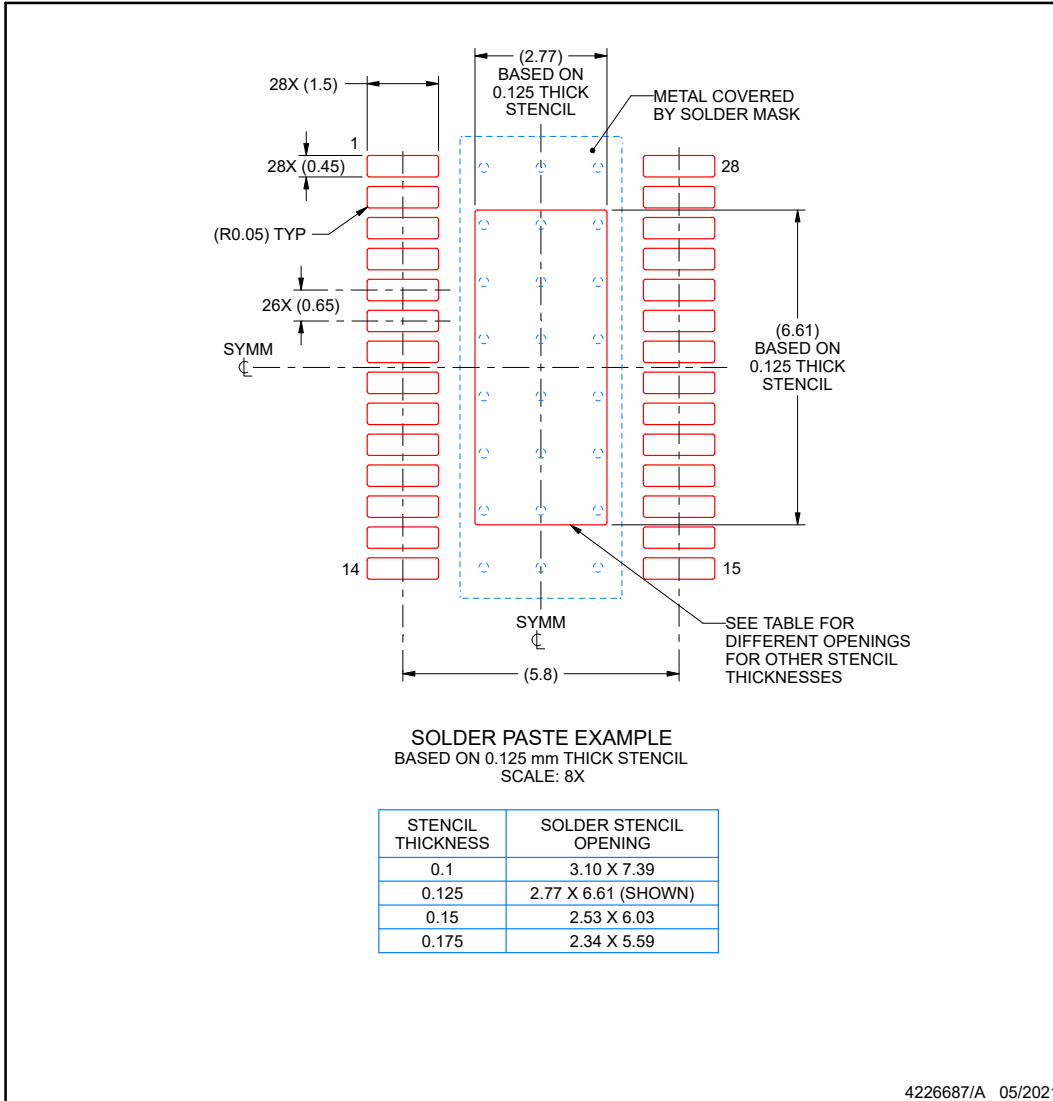 (2.77)
BASED ON
0.125 THICK
STENCIL
28X (1.5)
METAL COVERED
BY SOLDER MASK
1
28X (0.45)
28
(R0.05) TYP
26X (0.65)
SYMM
℄
(6.61)
BASED ON
0.125 THICK
STENCIL
14
15
SYMM
℄
SEE TABLE FOR
DIFFERENT OPENINGS
FOR OTHER STENCIL
THICKNESSES
(5.8)
SOLDER PASTE EXAMPLE
BASED ON 0.125 mm THICK STENCIL
SCALE: 8X
STENCIL
THICKNESS
SOLDER STENCIL
OPENING
0.1
3.10 X 7.39
0.125
2.77 X 6.61 (SHOWN)
0.15
2.53 X 6.03
0.175
2.34 X 5.59
4226687/A 05/2021